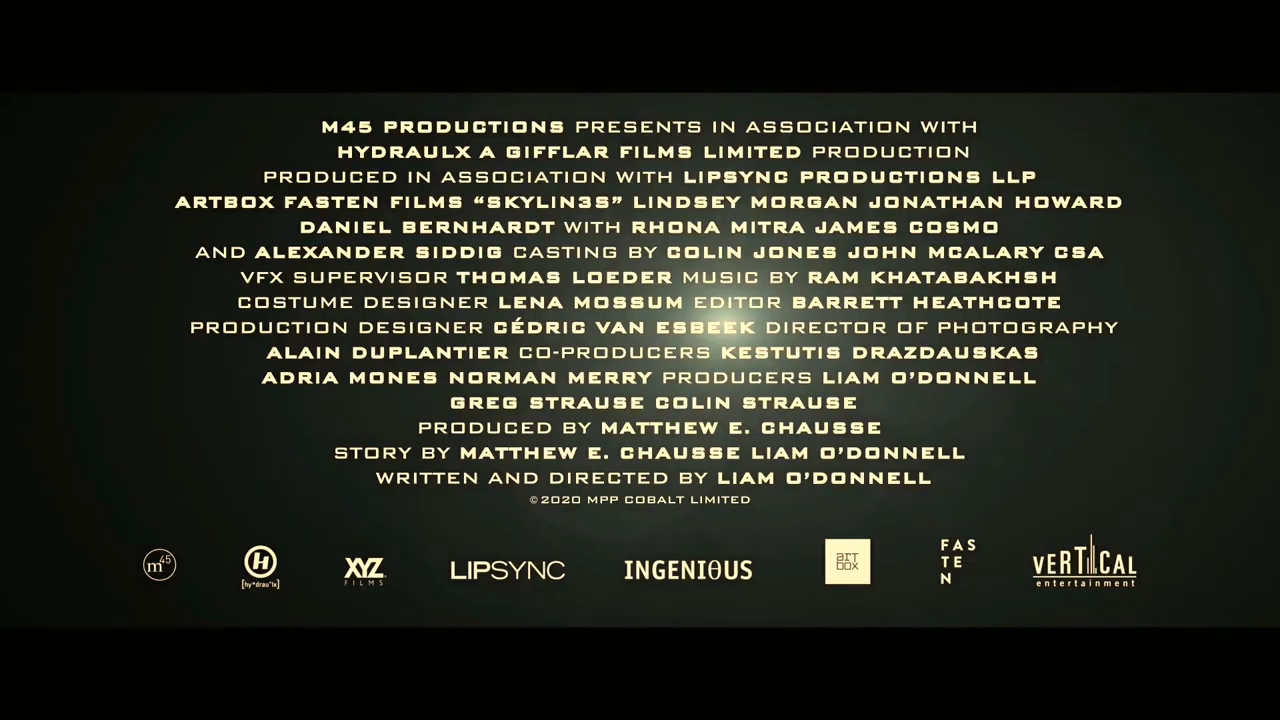 M45 PRODUCTIONS PRESENTS IN ASSOCIATION WITH
HYDRAULX A GIFFLAR FILMS LIMITED PRODUCTION
PRODUCED IN ASSOCIATION WITH LIPSYNC PRODUCTIONS LLP
ARTBOX FASTEN FILMS “SKYLIN3S” LINDSEY MORGAN JONATHAN HOWARD
DANIEL BERNHARDT WITH RHONA MITRA JAMES COSMO
AND ALEXANDER SIDDIG CASTING BY COLIN JONES JOHN MCALARY CSA
VFX SUPERVISOR THOMAS LOEDER MUSIC BY RAM KHATABAKHSH
COSTUME DESIGNER LENA MOSSUM EDITOR BARRETT HEATHCOTE
PRODUCTION DESIGNER CÉDRIC VAN ESBEEK DIRECTOR OF PHOTOGRAPHY
ALAIN DUPLANTIER CO-PRODUCERS KESTUTIS DRAZDAUSKAS
ADRIA MONES NORMAN MERRY PRODUCERS LIAM O’DONNELL
GREG STRAUSE COLIN STRAUSE
PRODUCED BY MATTHEW E. CHAUSSE
STORY BY MATTHEW E. CHAUSSE LIAM O’DONNELL
WRITTEN AND DIRECTED BY LIAM O’DONNELL
©2020 MPP COBALT LIMITED
m45
H
[hy*drau*lx]
XYZ
FILMS
LIPSYNC
INGENIθUS
art
box
FAS
TE
N
VERTICAL
entertainment